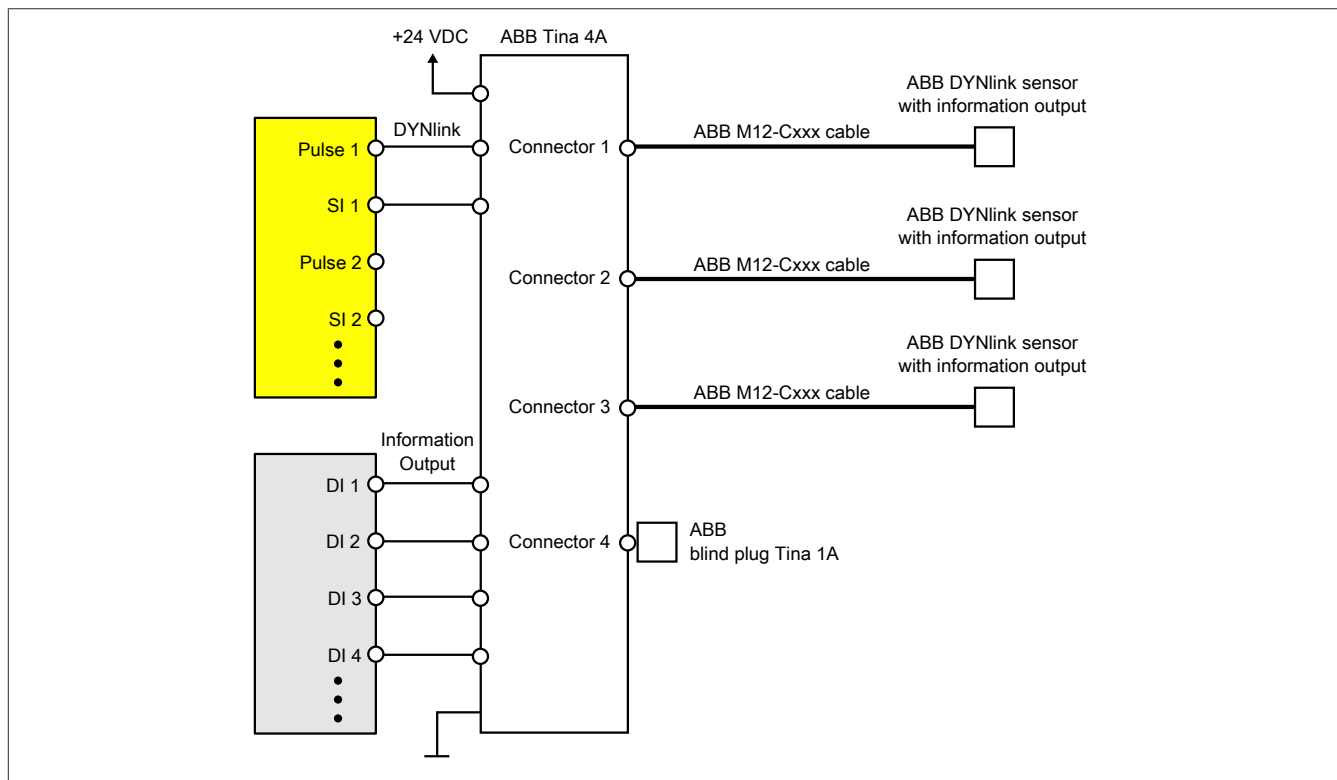 +24 VDC
ABB Tina 4A
ABB DYNlink sensor
with information output
DYNlink
ABB M12-Cxxx cable
Pulse 1
Connector 1
SI 1
ABB DYNlink sensor
with information output
Pulse 2
ABB M12-Cxxx cable
Connector 2
SI 2
ABB DYNlink sensor
with information output
ABB M12-Cxxx cable
Connector 3
Information
Output
DI 1
DI 2
Connector 4
ABB
blind plug Tina 1A
DI 3
DI 4